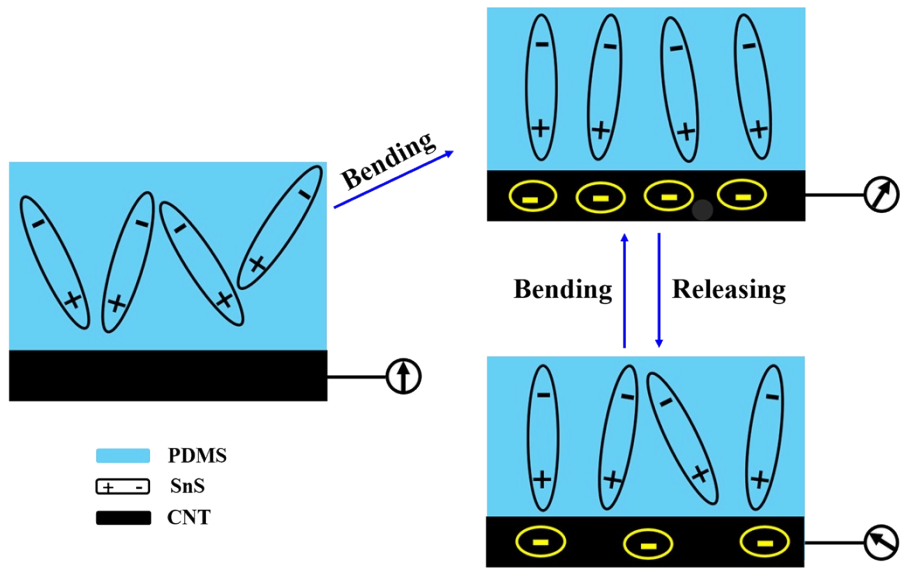 Bending
Bending
Releasing
PDMS
+ -
SnS
CNT